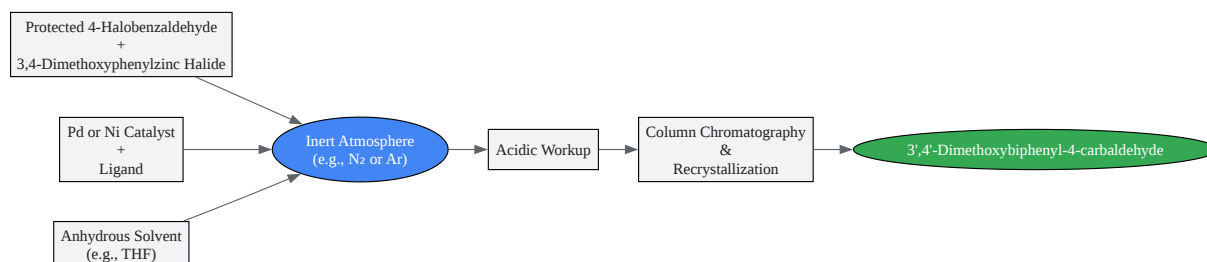 Protected 4-Halobenzaldehyde
+
3,4-Dimethoxyphenylzinc Halide
Pd or Ni Catalyst
+
Ligand
Anhydrous Solvent
(e.g., THF)
Inert Atmosphere
(e.g., N₂ or Ar)
Acidic Workup
Column Chromatography
&
Recrystallization
3',4'-Dimethoxybiphenyl-4-carbaldehyde